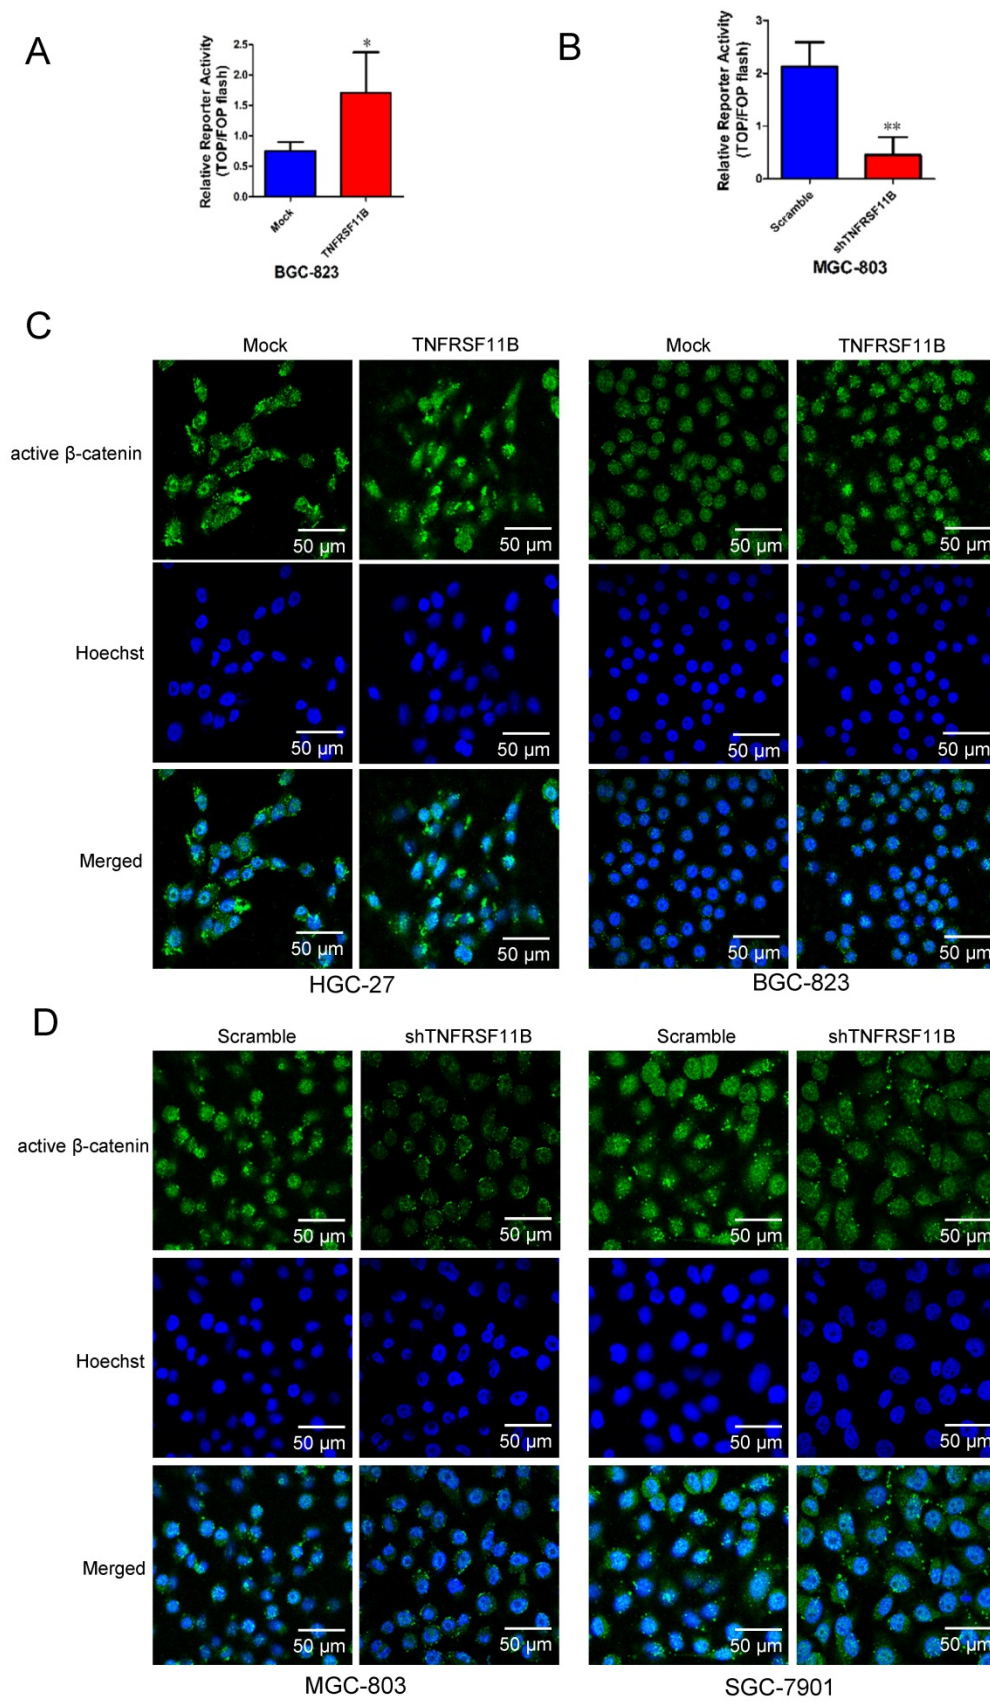 A
Relative Reporter Activity
(TOP/FOP flash)
2.5
2.0
1.5
1.0
0.5
0.0
*
Mock
TNFRSF11B
BGC-823
B
Relative Reporter Activity
(TOP/FOP flash)
3
2
1
0
**
Scramble
shTNFRSF11B
MGC-803
C
Mock
TNFRSF11B
Mock
TNFRSF11B
active β-catenin
50 µm
50 µm
50 µm
50 µm
Hoechst
50 µm
50 µm
50 µm
50 µm
Merged
50 µm
50 µm
50 µm
50 µm
HGC-27
BGC-823
D
Scramble
shTNFRSF11B
Scramble
shTNFRSF11B
active β-catenin
50 µm
50 µm
50 µm
50 µm
Hoechst
50 µm
50 µm
50 µm
50 µm
Merged
50 µm
50 µm
50 µm
50 µm
MGC-803
SGC-7901